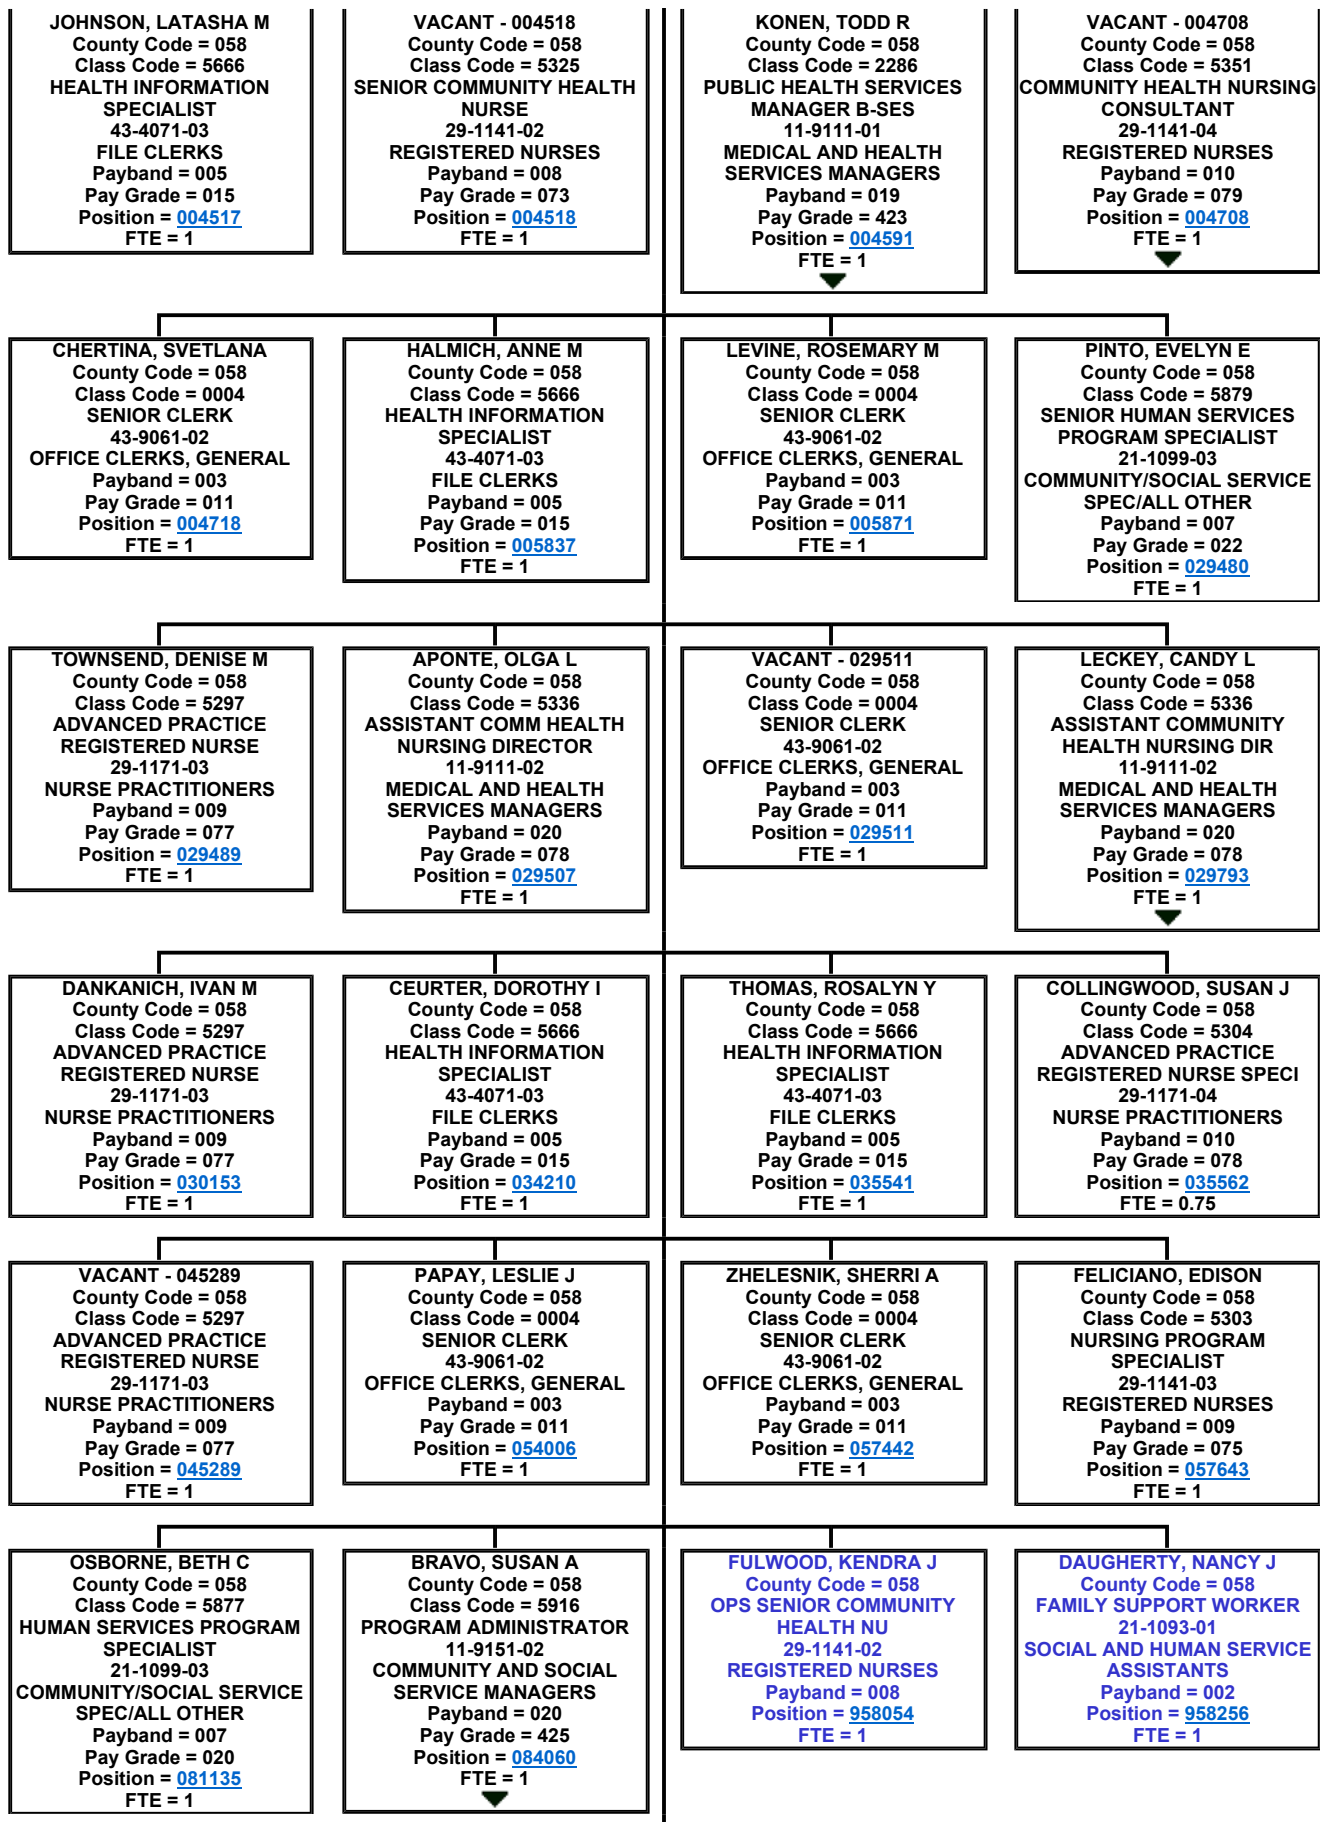 JOHNSON, LATASHA M
County Code = 058
Class Code = 5666
HEALTH INFORMATION
SPECIALIST
43-4071-03
FILE CLERKS
Payband = 005
Pay Grade = 015
Position = 004517
FTE = 1
VACANT - 004518
County Code = 058
Class Code = 5325
SENIOR COMMUNITY HEALTH
NURSE
29-1141-02
REGISTERED NURSES
Payband = 008
Pay Grade = 073
Position = 004518
FTE = 1
KONEN, TODD R
County Code = 058
Class Code = 2286
PUBLIC HEALTH SERVICES
MANAGER B-SES
11-9111-01
MEDICAL AND HEALTH
SERVICES MANAGERS
Payband = 019
Pay Grade = 423
Position = 004591
FTE = 1
VACANT - 004708
County Code = 058
Class Code = 5351
COMMUNITY HEALTH NURSING
CONSULTANT
29-1141-04
REGISTERED NURSES
Payband = 010
Pay Grade = 079
Position = 004708
FTE = 1
CHERTINA, SVETLANA
County Code = 058
Class Code = 0004
SENIOR CLERK
43-9061-02
OFFICE CLERKS, GENERAL
Payband = 003
Pay Grade = 011
Position = 004718
FTE = 1
HALMICH, ANNE M
County Code = 058
Class Code = 5666
HEALTH INFORMATION
SPECIALIST
43-4071-03
FILE CLERKS
Payband = 005
Pay Grade = 015
Position = 005837
FTE = 1
LEVINE, ROSEMARY M
County Code = 058
Class Code = 0004
SENIOR CLERK
43-9061-02
OFFICE CLERKS, GENERAL
Payband = 003
Pay Grade = 011
Position = 005871
FTE = 1
PINTO, EVELYN E
County Code = 058
Class Code = 5879
SENIOR HUMAN SERVICES
PROGRAM SPECIALIST
21-1099-03
COMMUNITY/SOCIAL SERVICE
SPEC/ALL OTHER
Payband = 007
Pay Grade = 022
Position = 029480
FTE = 1
TOWNSEND, DENISE M
County Code = 058
Class Code = 5297
ADVANCED PRACTICE
REGISTERED NURSE
29-1171-03
NURSE PRACTITIONERS
Payband = 009
Pay Grade = 077
Position = 029489
FTE = 1
APONTE, OLGA L
County Code = 058
Class Code = 5336
ASSISTANT COMM HEALTH
NURSING DIRECTOR
11-9111-02
MEDICAL AND HEALTH
SERVICES MANAGERS
Payband = 020
Pay Grade = 078
Position = 029507
FTE = 1
VACANT - 029511
County Code = 058
Class Code = 0004
SENIOR CLERK
43-9061-02
OFFICE CLERKS, GENERAL
Payband = 003
Pay Grade = 011
Position = 029511
FTE = 1
LECKEY, CANDY L
County Code = 058
Class Code = 5336
ASSISTANT COMMUNITY
HEALTH NURSING DIR
11-9111-02
MEDICAL AND HEALTH
SERVICES MANAGERS
Payband = 020
Pay Grade = 078
Position = 029793
FTE = 1
DANKANICH, IVAN M
County Code = 058
Class Code = 5297
ADVANCED PRACTICE
REGISTERED NURSE
29-1171-03
NURSE PRACTITIONERS
Payband = 009
Pay Grade = 077
Position = 030153
FTE = 1
CEURTER, DOROTHY I
County Code = 058
Class Code = 5666
HEALTH INFORMATION
SPECIALIST
43-4071-03
FILE CLERKS
Payband = 005
Pay Grade = 015
Position = 034210
FTE = 1
THOMAS, ROSALYN Y
County Code = 058
Class Code = 5666
HEALTH INFORMATION
SPECIALIST
43-4071-03
FILE CLERKS
Payband = 005
Pay Grade = 015
Position = 035541
FTE = 1
COLLINGWOOD, SUSAN J
County Code = 058
Class Code = 5304
ADVANCED PRACTICE
REGISTERED NURSE SPECI
29-1171-04
NURSE PRACTITIONERS
Payband = 010
Pay Grade = 078
Position = 035562
FTE = 0.75
VACANT - 045289
County Code = 058
Class Code = 5297
ADVANCED PRACTICE
REGISTERED NURSE
29-1171-03
NURSE PRACTITIONERS
Payband = 009
Pay Grade = 077
Position = 045289
FTE = 1
PAPAY, LESLIE J
County Code = 058
Class Code = 0004
SENIOR CLERK
43-9061-02
OFFICE CLERKS, GENERAL
Payband = 003
Pay Grade = 011
Position = 054006
FTE = 1
ZHELESNIK, SHERRI A
County Code = 058
Class Code = 0004
SENIOR CLERK
43-9061-02
OFFICE CLERKS, GENERAL
Payband = 003
Pay Grade = 011
Position = 057442
FTE = 1
FELICIANO, EDISON
County Code = 058
Class Code = 5303
NURSING PROGRAM
SPECIALIST
29-1141-03
REGISTERED NURSES
Payband = 009
Pay Grade = 075
Position = 057643
FTE = 1
OSBORNE, BETH C
County Code = 058
Class Code = 5877
HUMAN SERVICES PROGRAM
SPECIALIST
21-1099-03
COMMUNITY/SOCIAL SERVICE
SPEC/ALL OTHER
Payband = 007
Pay Grade = 020
Position = 081135
FTE = 1
BRAVO, SUSAN A
County Code = 058
Class Code = 5916
PROGRAM ADMINISTRATOR
11-9151-02
COMMUNITY AND SOCIAL
SERVICE MANAGERS
Payband = 020
Pay Grade = 425
Position = 084060
FTE = 1
FULWOOD, KENDRA J
County Code = 058
OPS SENIOR COMMUNITY
HEALTH NU
29-1141-02
REGISTERED NURSES
Payband = 008
Position = 958054
FTE = 1
DAUGHERTY, NANCY J
County Code = 058
FAMILY SUPPORT WORKER
21-1093-01
SOCIAL AND HUMAN SERVICE
ASSISTANTS
Payband = 002
Position = 958256
FTE = 1